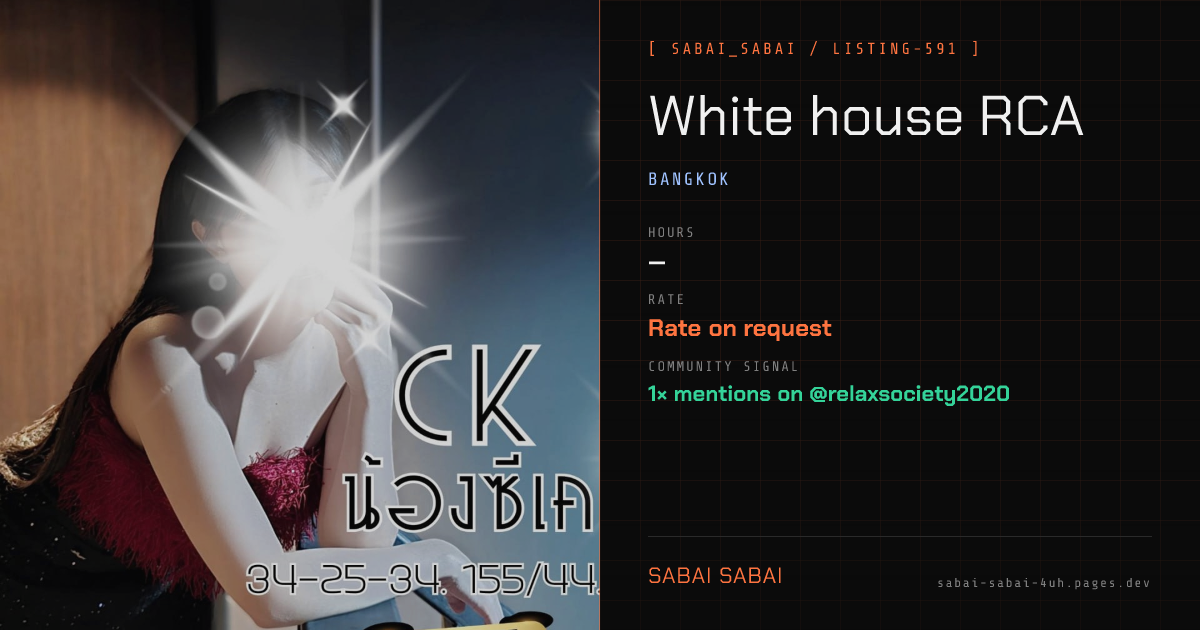 CK
น้องซีเค
34-25-34. 155/44.
[ SABAI_SABAI / LISTING-591 ]
White house RCA
BANGKOK
HOURS
—
RATE
Rate on request
COMMUNITY SIGNAL
1× mentions on @relaxsociety2020
SABAI SABAI
sabai-sabai-4uh.pages.dev